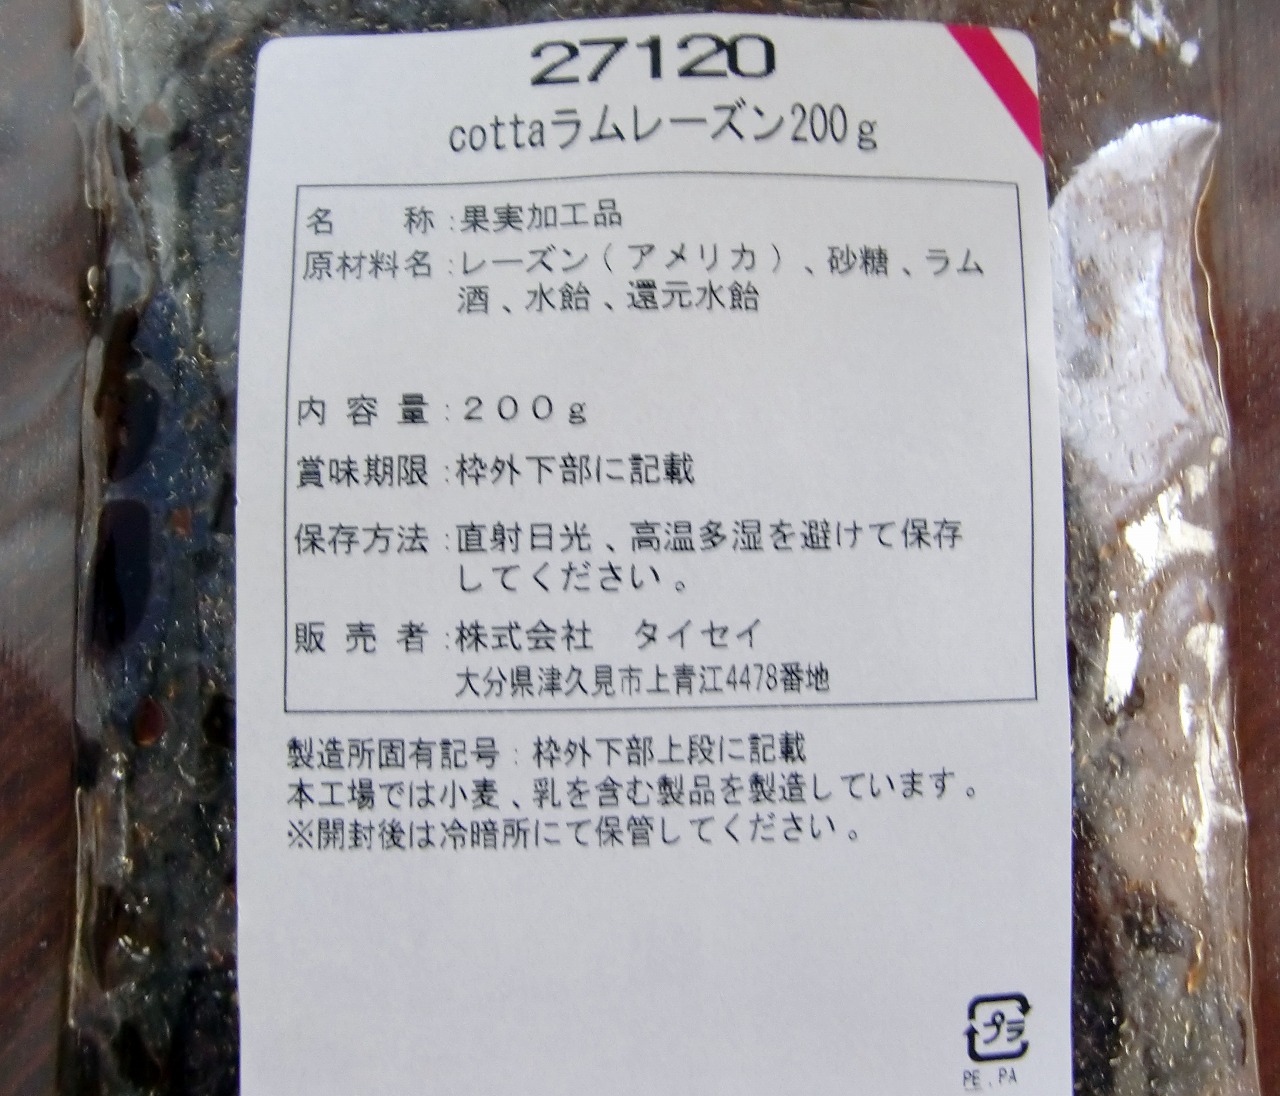 27120
cottaラムレーズン200g
名　　称:果実加工品
原材料名:レーズン(アメリカ)、砂糖、ラム
酒、水飴、還元水飴
内 容 量:200g
賞味期限:枠外下部に記載
保存方法:直射日光、高温多湿を避けて保存
してください。
販 売 者:株式会社　タイセイ
大分県津久見市上青江4478番地
製造所固有記号:枠外下部上段に記載
本工場では小麦、乳を含む製品を製造しています。
※開封後は冷暗所にて保管してください。
プラ
PE,PA